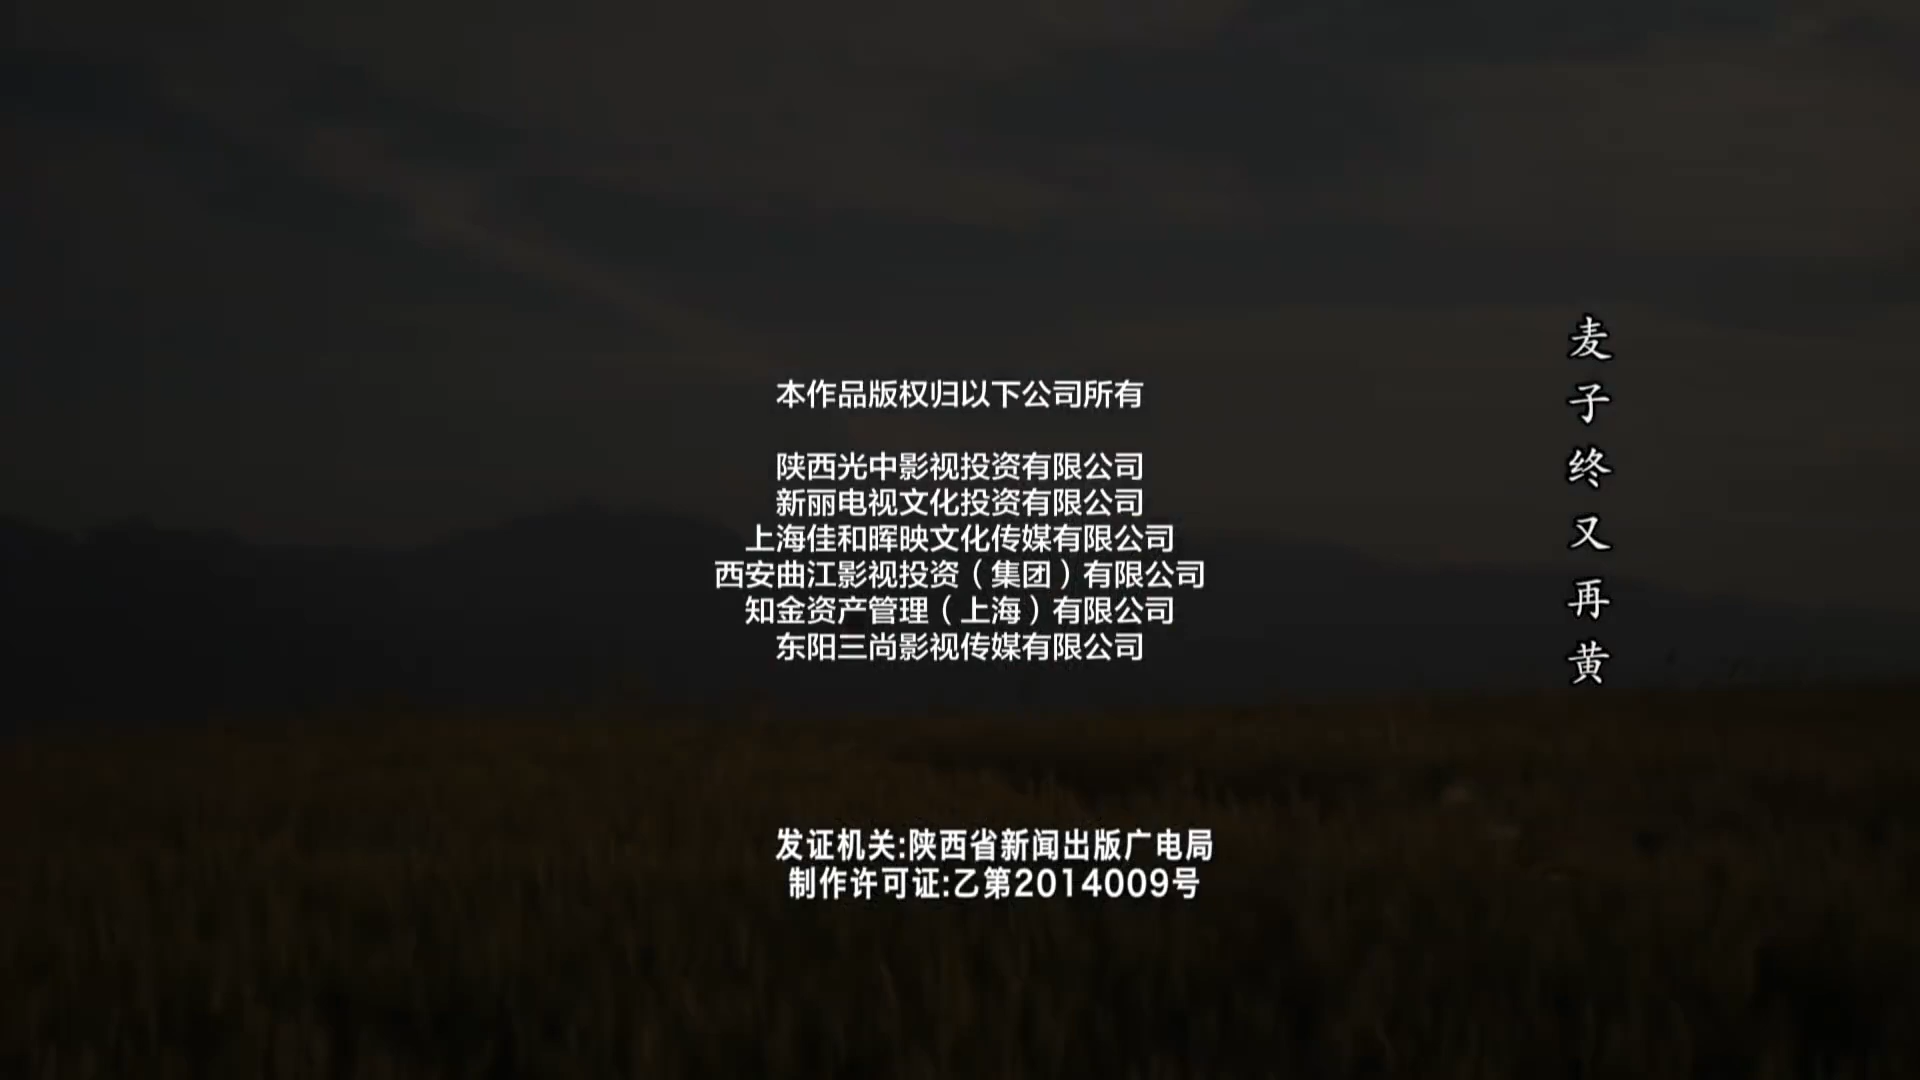 本作品版权归以下公司所有
陕西光中影视投资有限公司
新丽电视文化投资有限公司
上海佳和晖映文化传媒有限公司
西安曲江影视投资（集团）有限公司
知金资产管理（上海）有限公司
东阳三尚影视传媒有限公司
发证机关:陕西省新闻出版广电局
制作许可证:乙第2014009号
麦子终又再黄